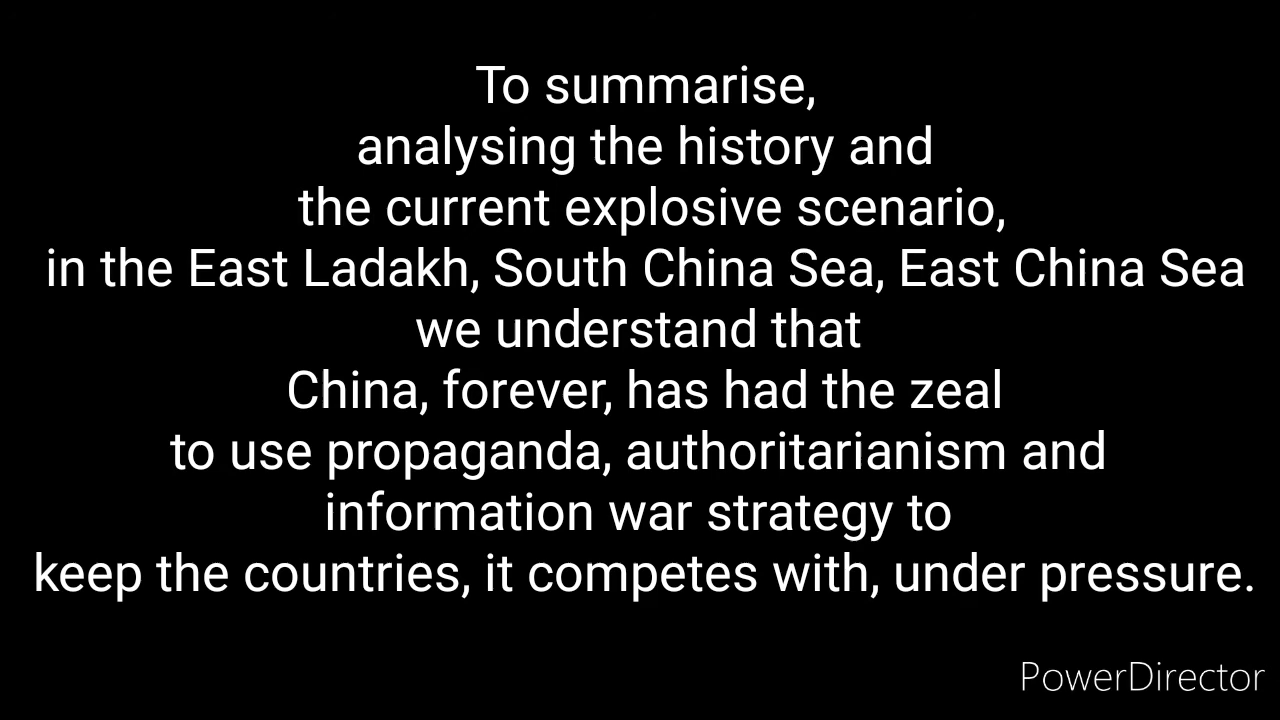 To summarise,
analysing the history and
the current explosive scenario,
in the East Ladakh, South China Sea, East China Sea
we understand that
China, forever, has had the zeal
to use propaganda, authoritarianism and
information war strategy to
keep the countries, it competes with, under pressure.
PowerDirector